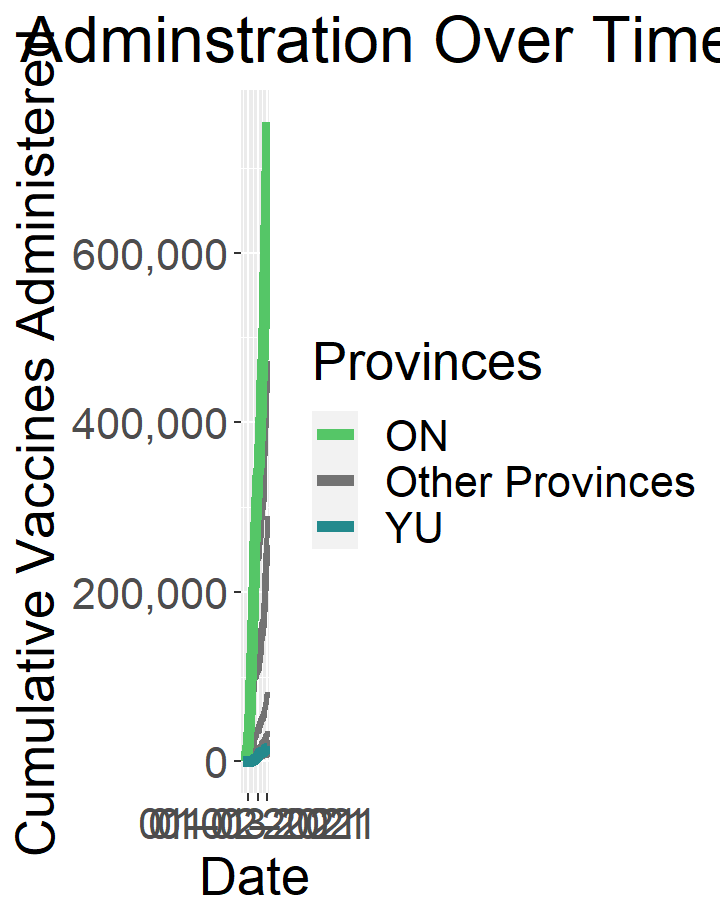 Adminstration Over Time
Cumulative Vaccines Administered
600,000
400,000
200,000
0
Provinces
ON
Other Provinces
YU
Date